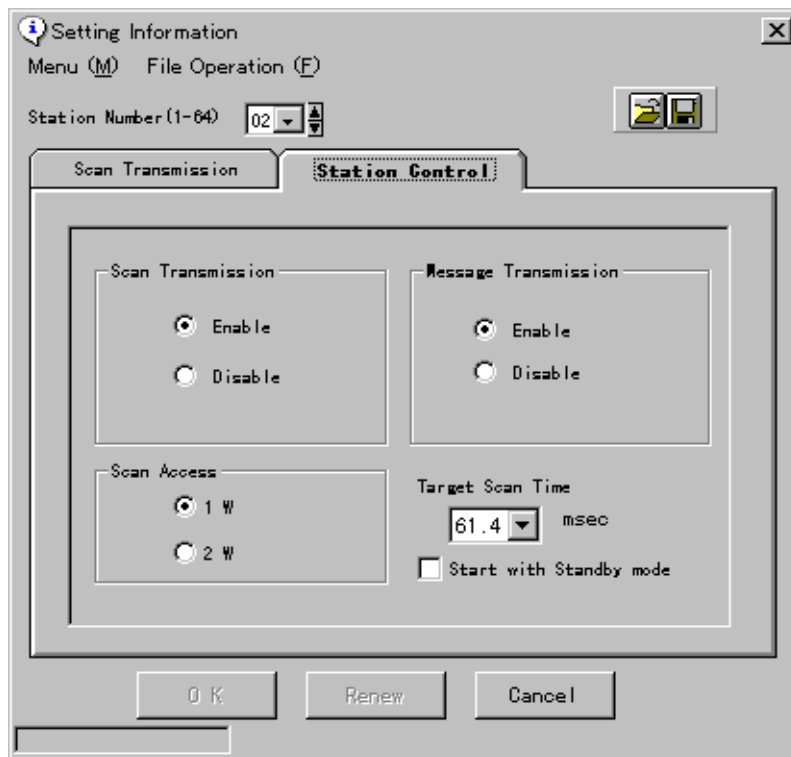 Setting Information
Menu (M) File Operation (F)
Station Number(1-64) 02
Scan Transmission Station Control
Scan Transmission Message Transmission
Enable Enable
Disable Disable
Scan Access
1 W
2 W
Target Scan Time
61.4 msec
Start with Standby mode
O K Renew Cancel